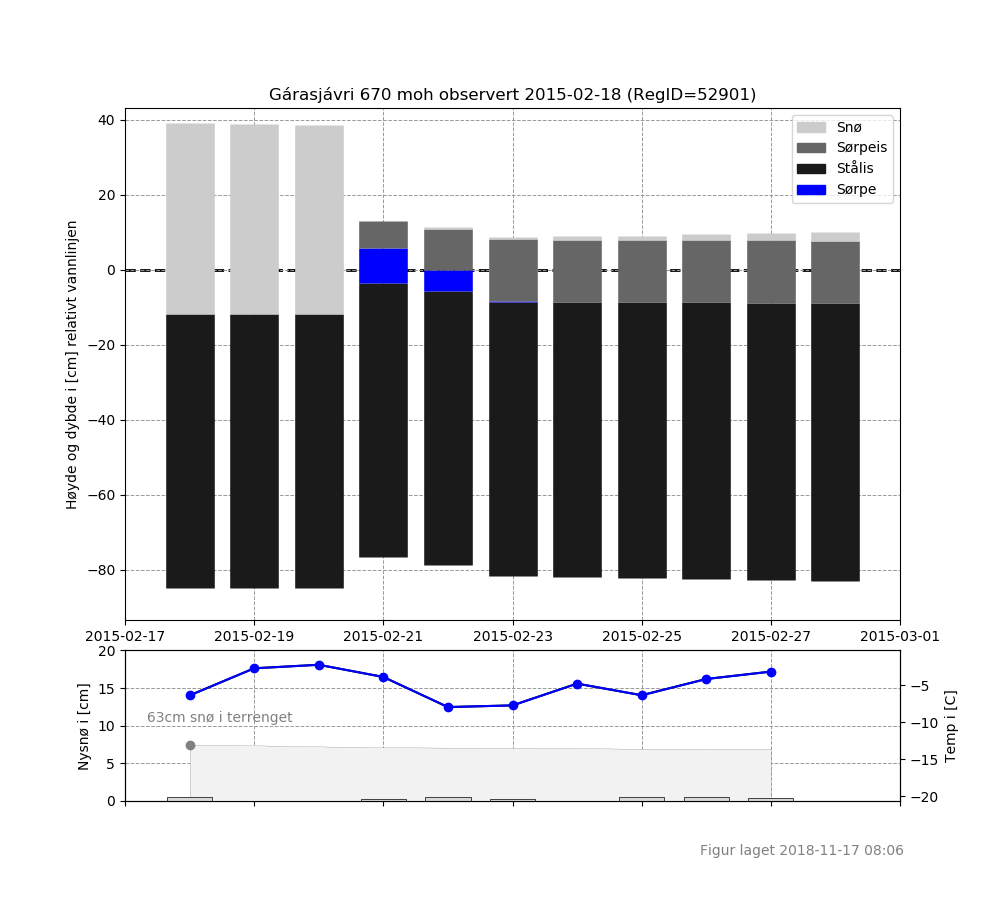 Gárasjávri 670 moh observert 2015-02-18 (RegID=52901)
Høyde og dybde i [cm] relativt vannlinjen
40
20
0
−20
−40
−60
−80
Snø
Sørpeis
Stålis
Sørpe
2015-02-17
2015-02-19
2015-02-21
2015-02-23
2015-02-25
2015-02-27
2015-03-01
Nysnø i [cm]
20
15
10
5
0
63cm snø i terrenget
−5
−10
−15
−20
Temp i [C]
Figur laget 2018-11-17 08:06